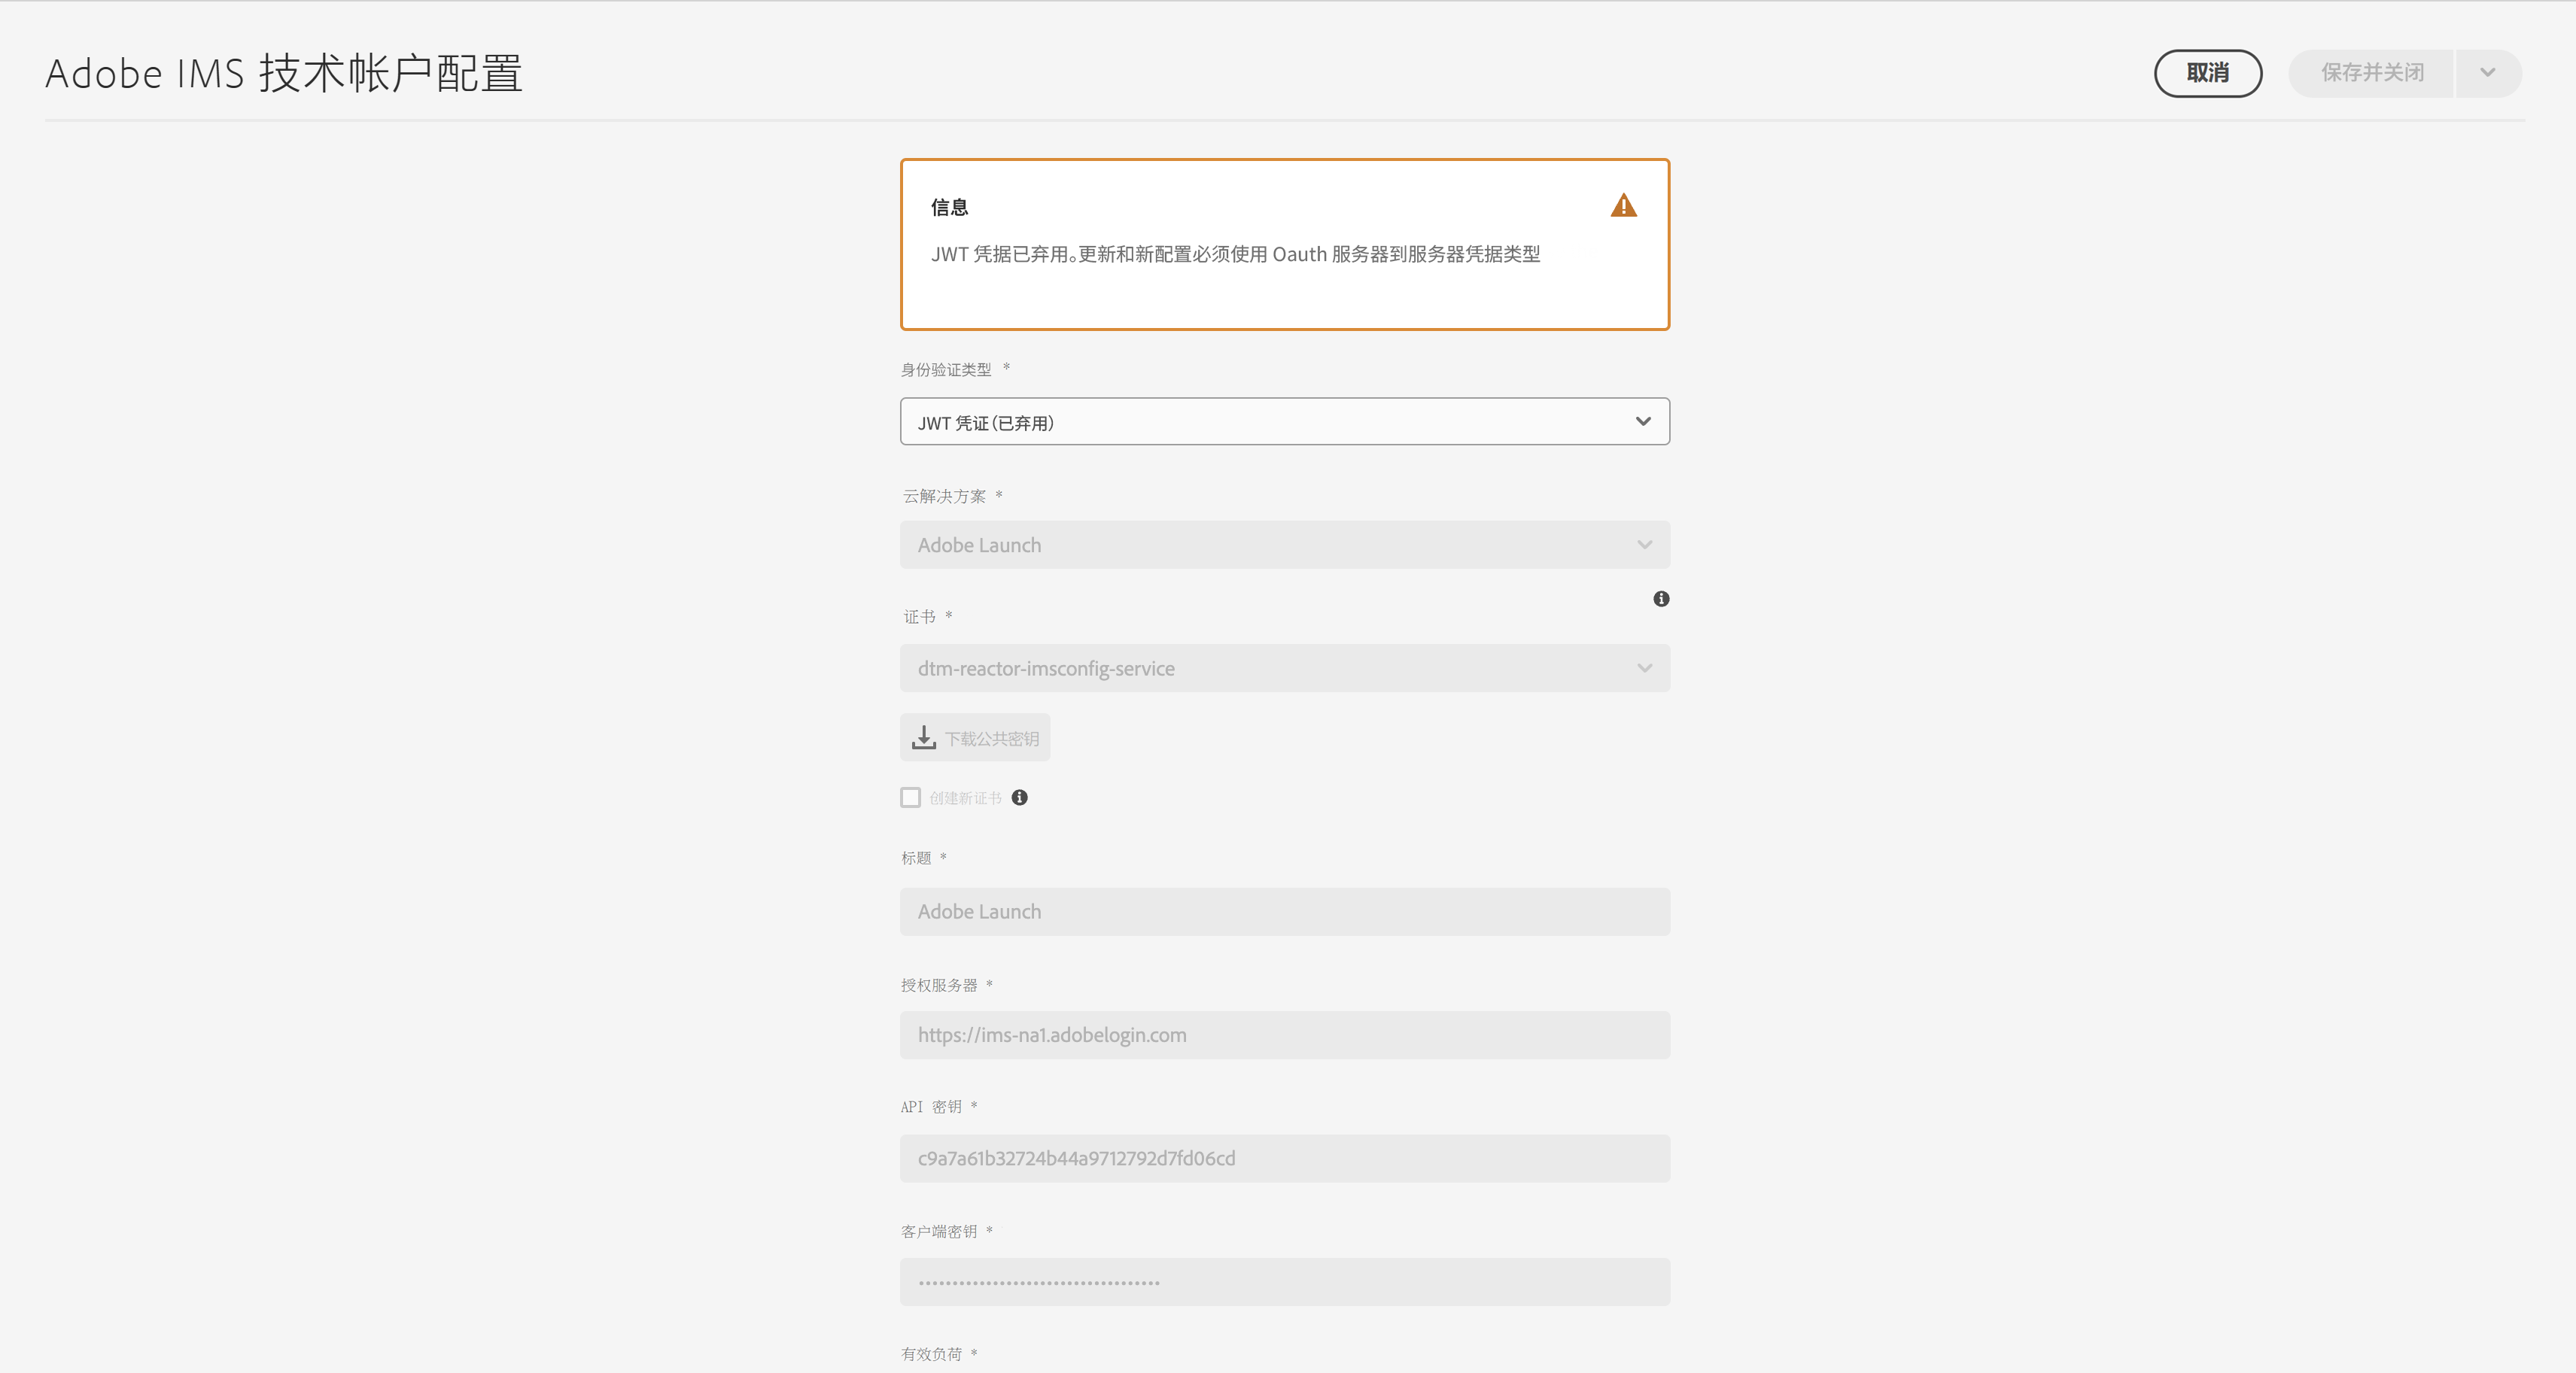 Adobe IMS 技术帐户配置
取消
保存并关闭
信息
JWT 凭据已弃用。更新和新配置必须使用 Oauth 服务器到服务器凭据类型
身份验证类型 *
JWT 凭证（已弃用）
云解决方案 *
Adobe Launch
证书 *
dtm-reactor-imsconfig-service
下载公共密钥
创建新证书
标题 *
Adobe Launch
授权服务器 *
https://ims-na1.adobelogin.com
API 密钥 *
c9a7a61b32724b44a9712792d7fd06cd
客户端密钥 *
有效负荷 *